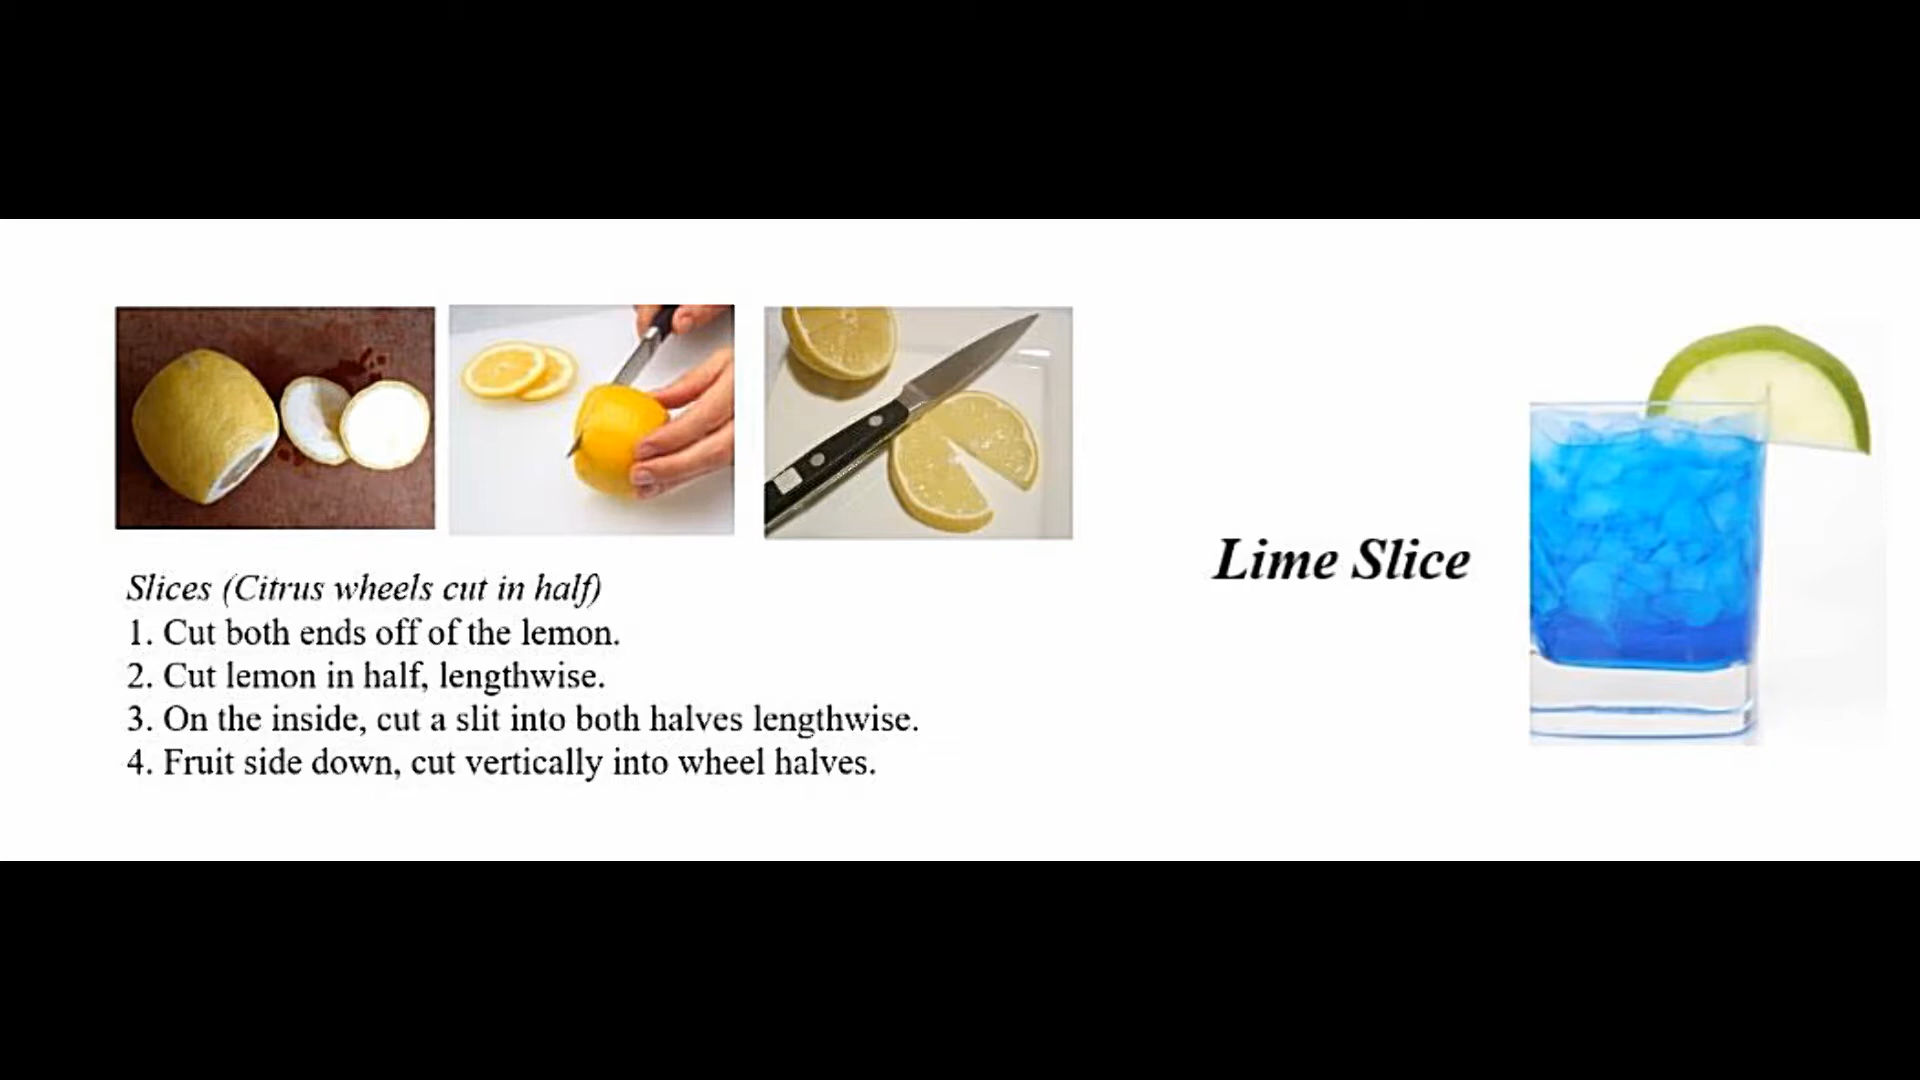 Slices (Citrus wheels cut in half)
1. Cut both ends off of the lemon.
2. Cut lemon in half, lengthwise.
3. On the inside, cut a slit into both halves lengthwise.
4. Fruit side down, cut vertically into wheel halves.
Lime Slice